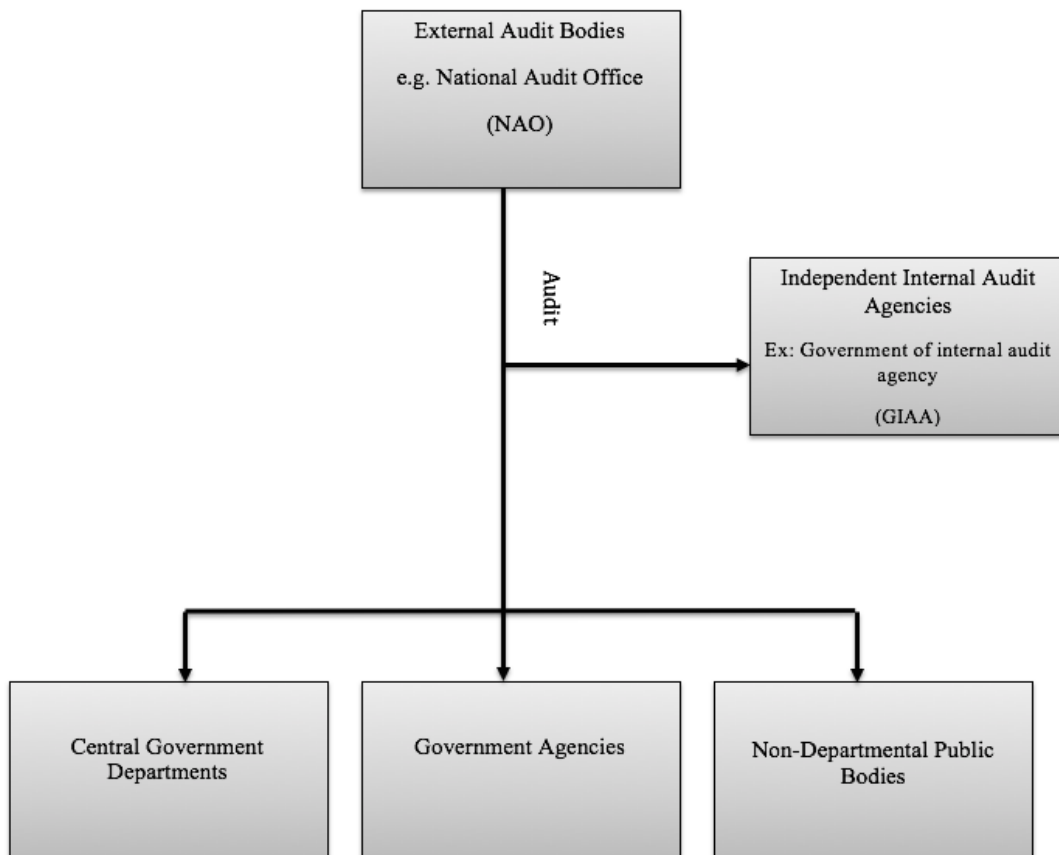 External Audit Bodies
e.g. National Audit Office
(NAO)
Audit
Independent Internal Audit
Agencies
Ex: Government of internal audit
agency
(GIAA)
Central Government
Departments
Government Agencies
Non-Departmental Public
Bodies